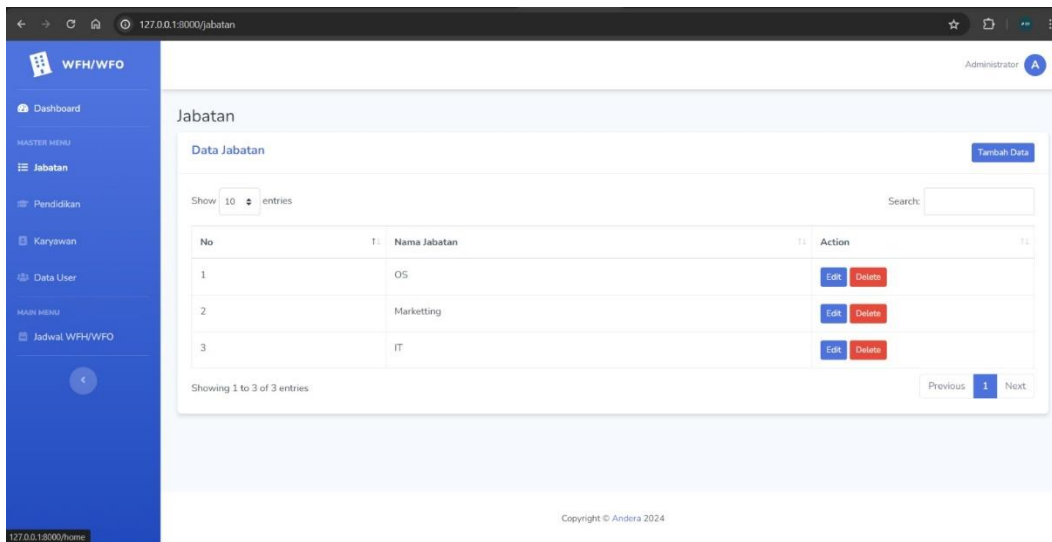 127.0.0.1:8000/jabatan
WFH/WFO
Administrator A
Dashboard
MASTER MENU
Jabatan
Pendidikan
Karyawan
Data User
MAIN MENU
Jadwal WFH/WFO
Jabatan
Data Jabatan
Tambah Data
Show 10 entries
Search:
No Nama Jabatan Action
1 OS Edit Delete
2 Marketting Edit Delete
3 IT Edit Delete
Showing 1 to 3 of 3 entries
Previous 1 Next
Copyright © Andera 2024
127.0.0.1:8000/home